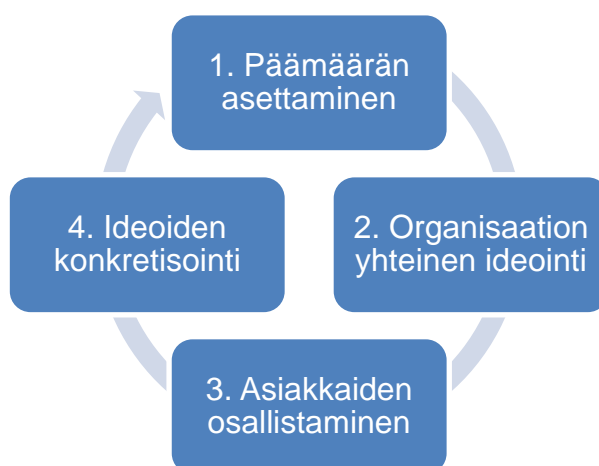 1. Päämäärän
asettaminen
2. Organisaation
yhteinen ideointi
3. Asiakkaiden
osallistaminen
4. Ideoiden
konkretisointi